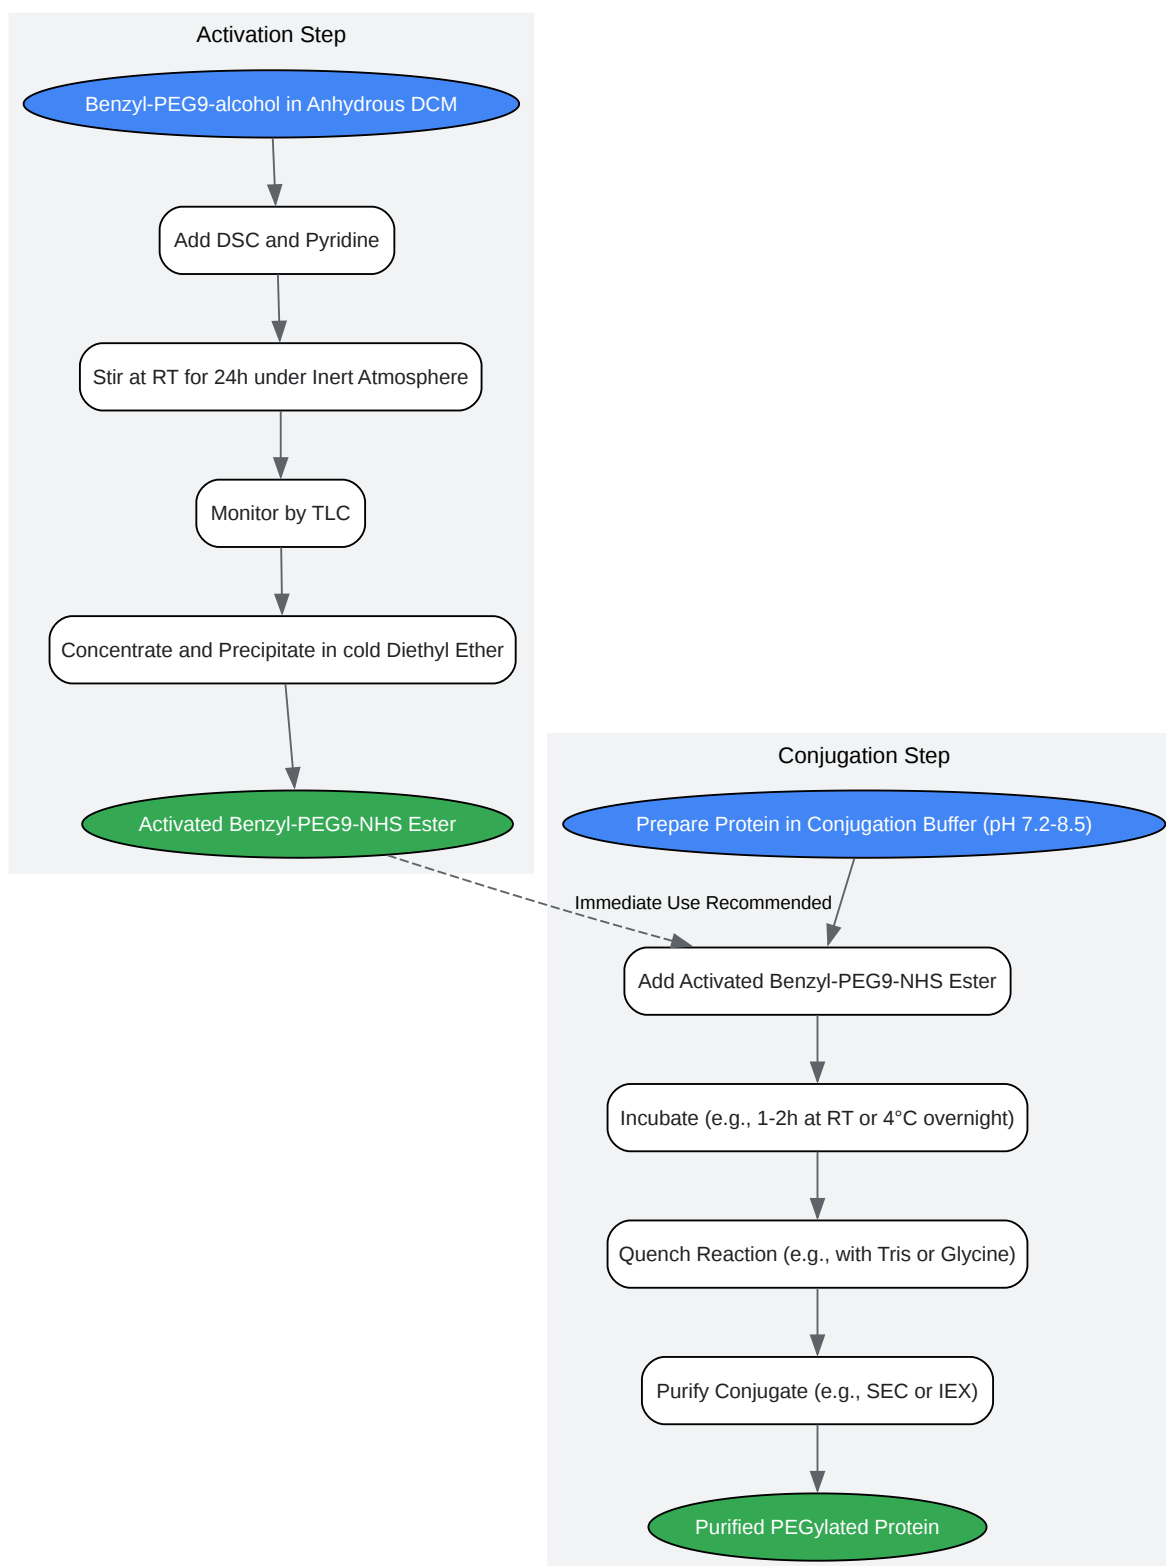 Activation Step
Benzyl-PEG9-alcohol in Anhydrous DCM
Add DSC and Pyridine
Stir at RT for 24h under Inert Atmosphere
Monitor by TLC
Concentrate and Precipitate in cold Diethyl Ether
Activated Benzyl-PEG9-NHS Ester
Conjugation Step
Prepare Protein in Conjugation Buffer (pH 7.2-8.5)
Immediate Use Recommended
Add Activated Benzyl-PEG9-NHS Ester
Incubate (e.g., 1-2h at RT or 4°C overnight)
Quench Reaction (e.g., with Tris or Glycine)
Purify Conjugate (e.g., SEC or IEX)
Purified PEGylated Protein